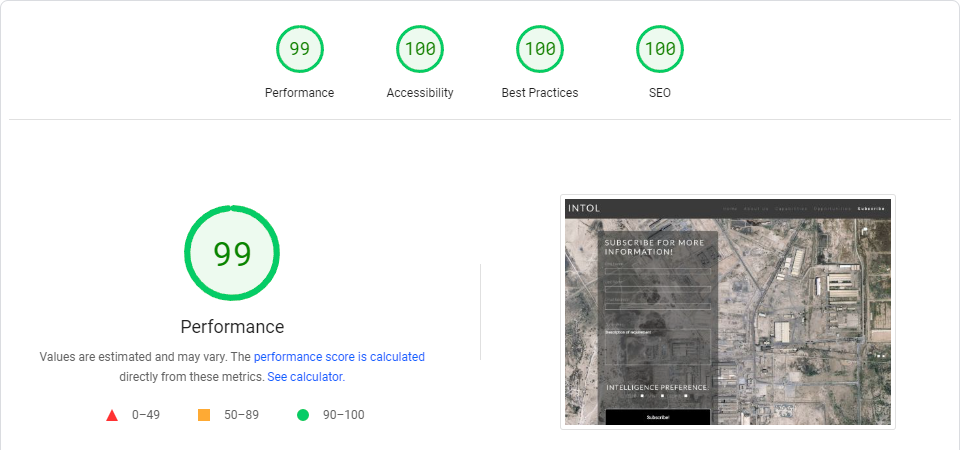 99
100
100
100
Performance
Accessibility
Best Practices
SEO
99
Performance
Values are estimated and may vary. The performance score is calculated
directly from these metrics. See calculator.
0–49
50–89
90–100
INTOL
Home
About Us
Capabilities
Opportunities
Subscribe
SUBSCRIBE FOR MORE
INFORMATION!
Description of requirement
INTELLIGENCE PREFERENCE
Subscribe!